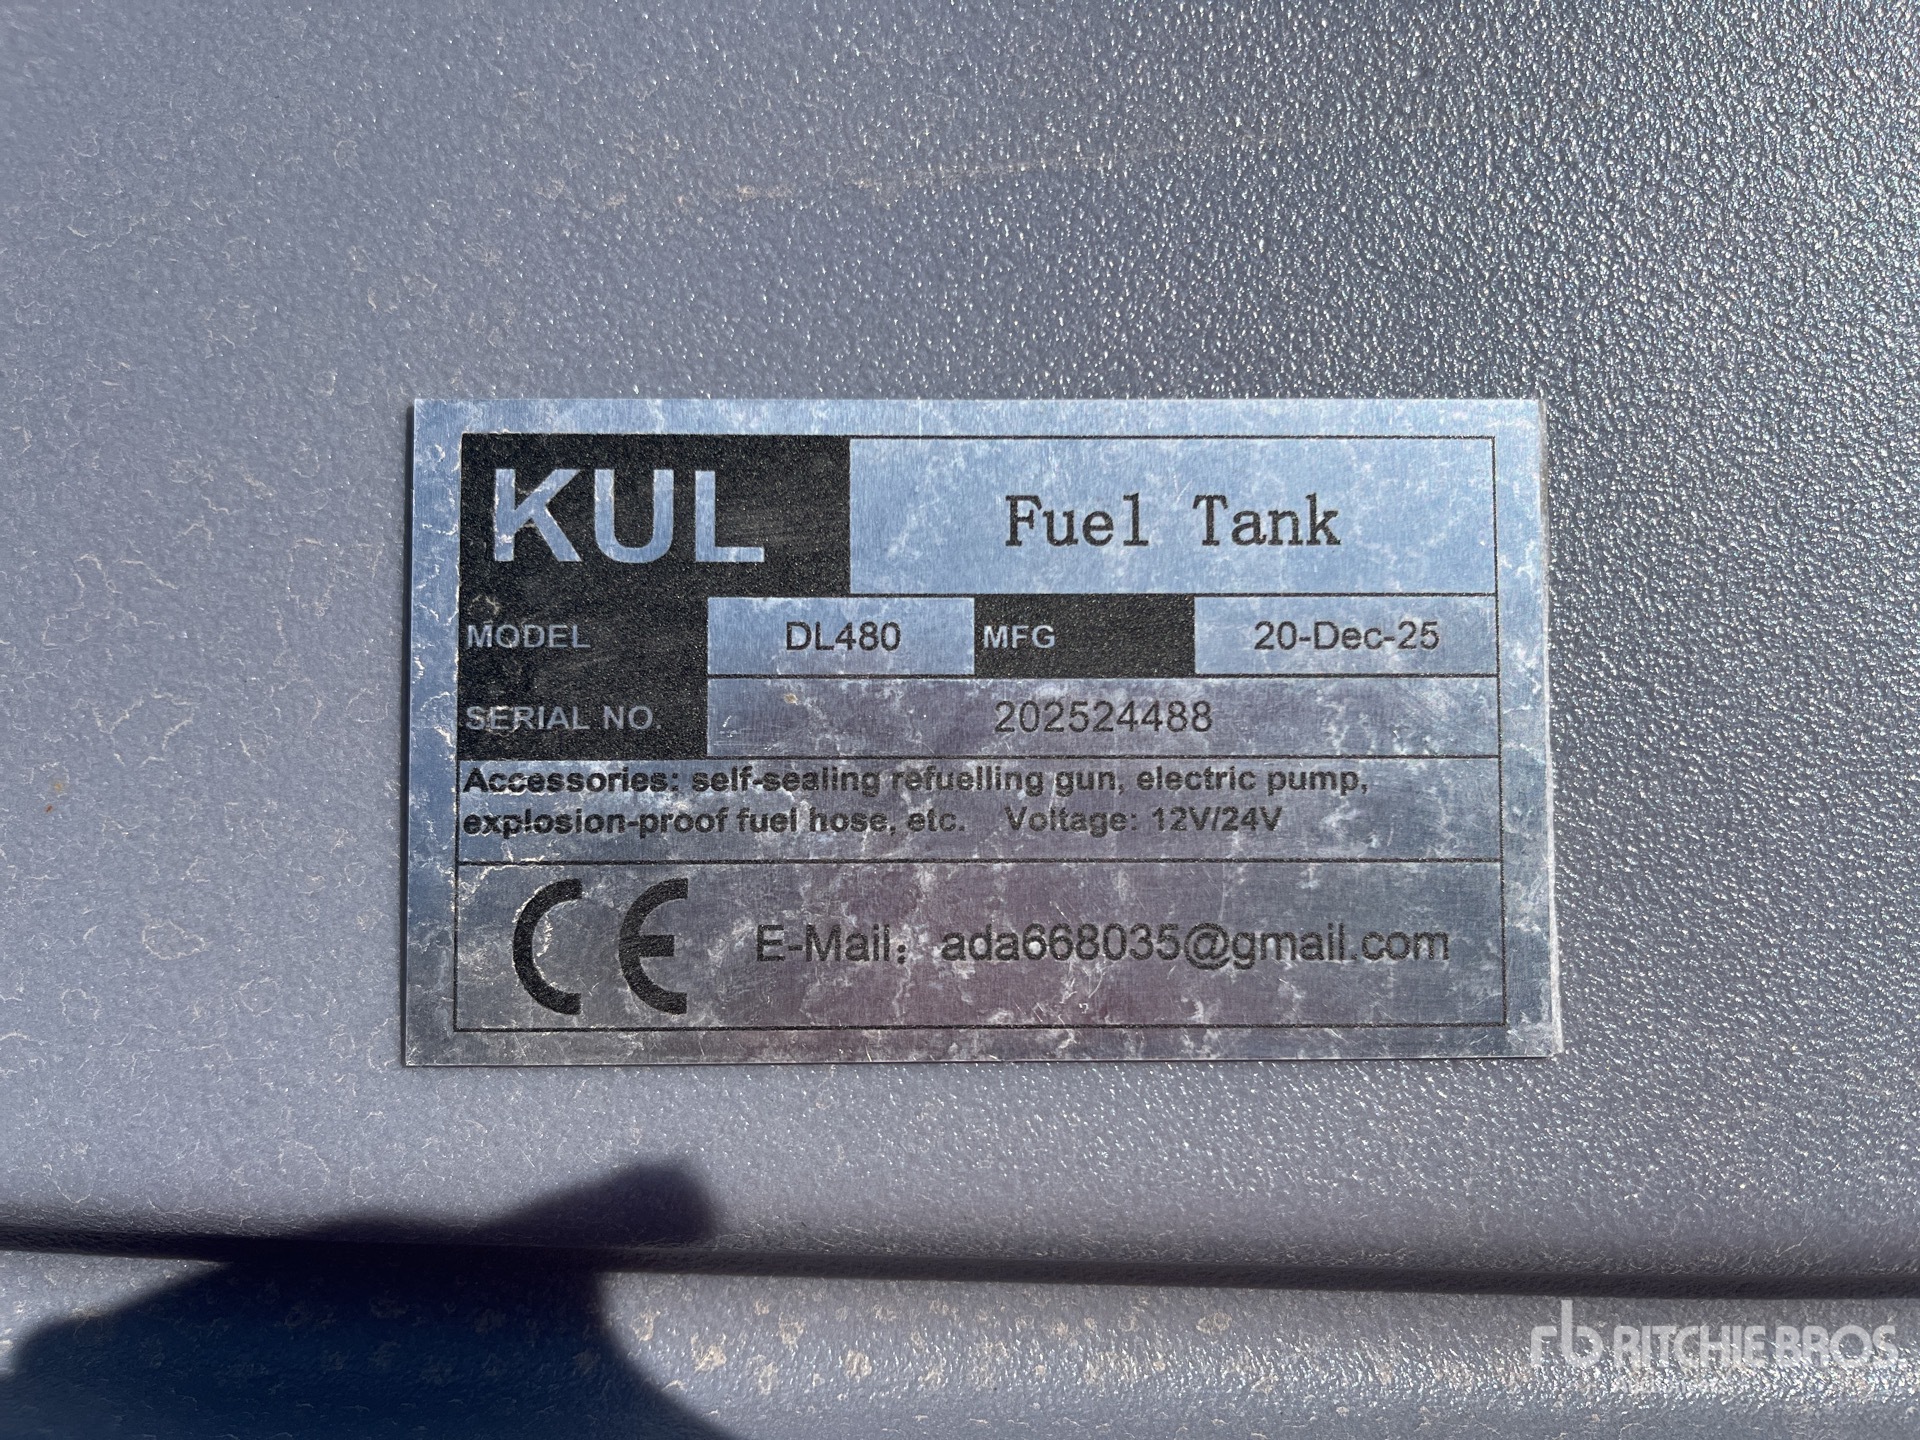 KUL
Fuel Tank
MODEL DL480 MFG 20-Dec-25
SERIAL NO. 202524488
Accessories: self-sealing refuelling gun, electric pump,
explosion-proof fuel hose, etc. Voltage: 12V/24V
CE E-Mail: ada668035@gmail.com
rb RITCHIE BROS.